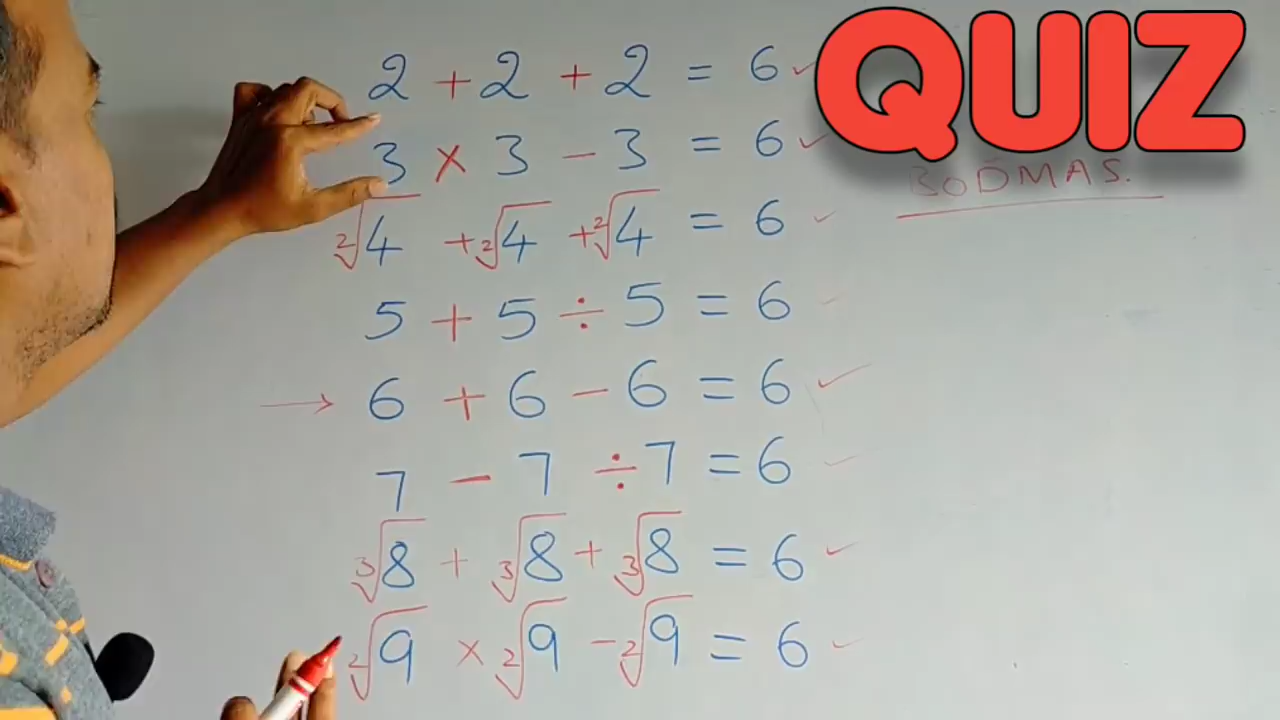 QUIZ
2 + 2 + 2 = 6 ✓
3 × 3 - 3 = 6 ✓
BODMAS.
²√4 + ²√4 + ²√4 = 6 ✓
5 + 5 ÷ 5 = 6 ✓
→ 6 + 6 - 6 = 6 ✓
7 - 7 ÷ 7 = 6 ✓
³√8 + ³√8 + ³√8 = 6 ✓
²√9 × ²√9 - ²√9 = 6 ✓